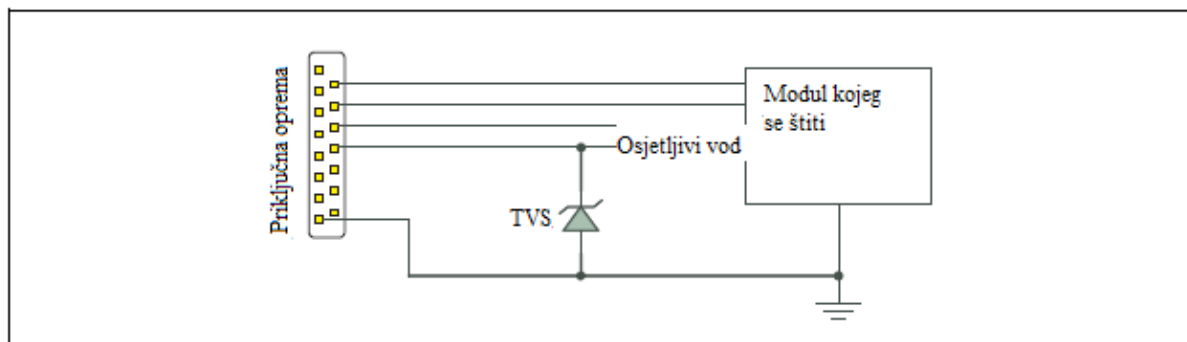 Priključna oprema
Modul kojeg
se štiti
Osjetljivi vod
TVS